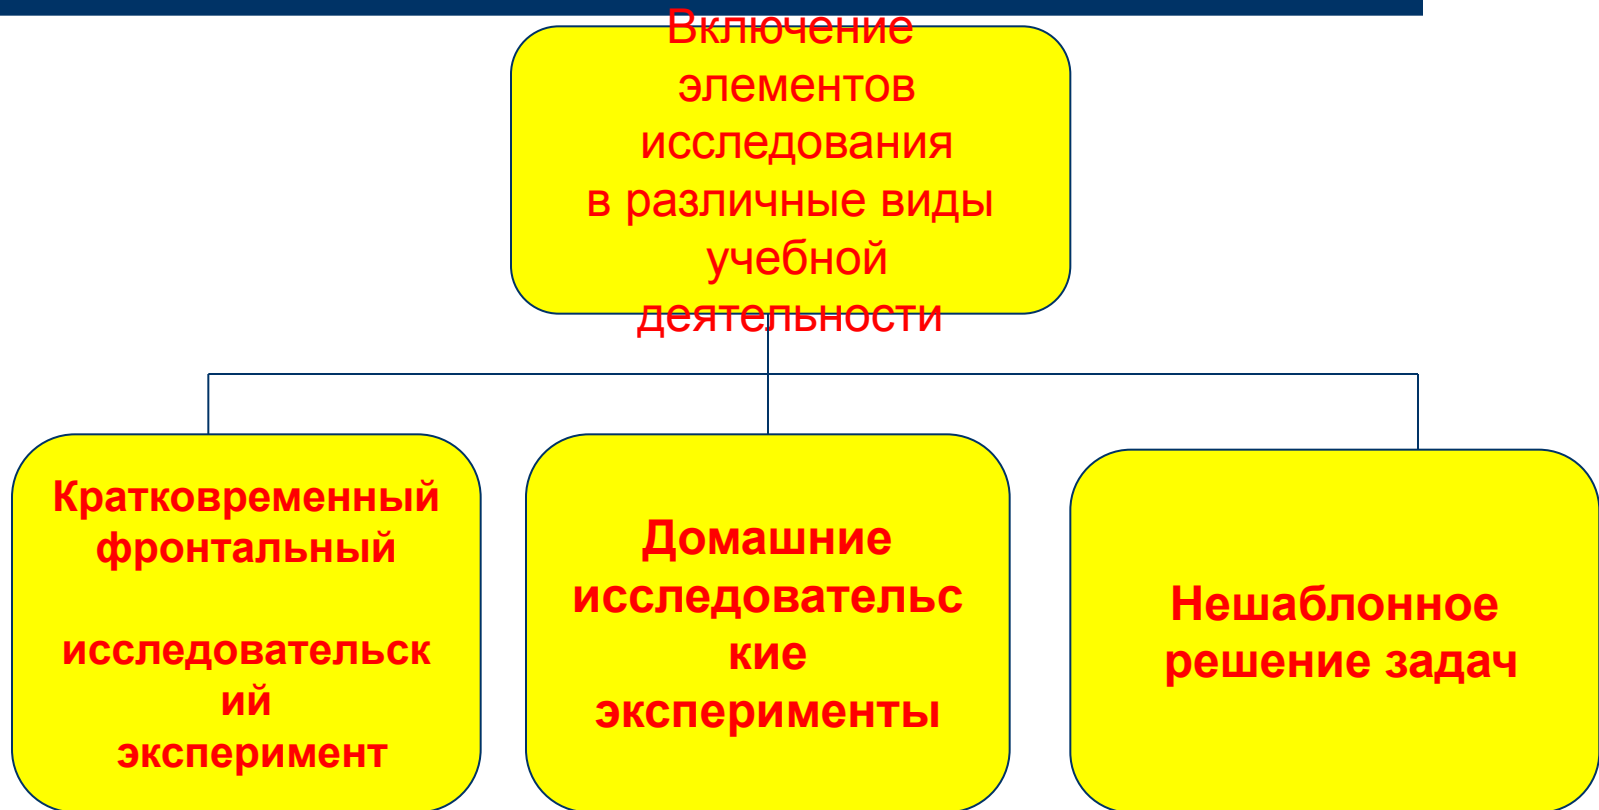 Включение
элементов
исследования
в различные виды
учебной
деятельности
Кратковременный
фронтальный
исследовательск
ий
эксперимент
Домашние
исследовательс
кие
эксперименты
Нешаблонное
решение задач